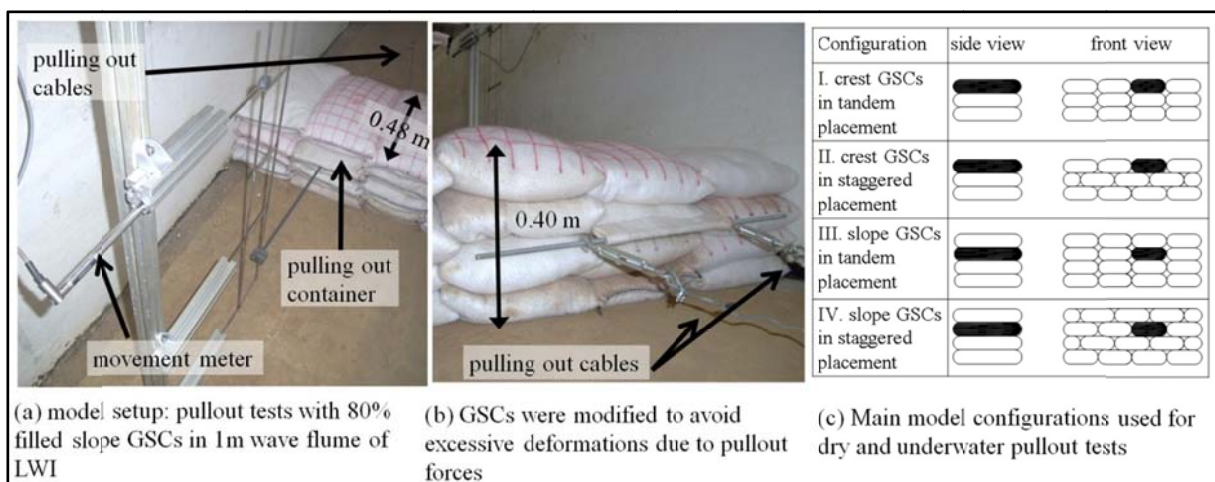 pulling out
cables
0.48 m
pulling out
container
movement meter
(a) model setup: pullout tests with 80%
filled slope GSCs in 1m wave flume of
LWI
0.40 m
pulling out cables
(b) GSCs were modified to avoid
excessive deformations due to pullout
forces
Configuration side view front view
I. crest GSCs
in tandem
placement
II. crest GSCs
in staggered
placement
III. slope GSCs
in tandem
placement
IV. slope GSCs
in staggered
placement
(c) Main model configurations used for
dry and underwater pullout tests